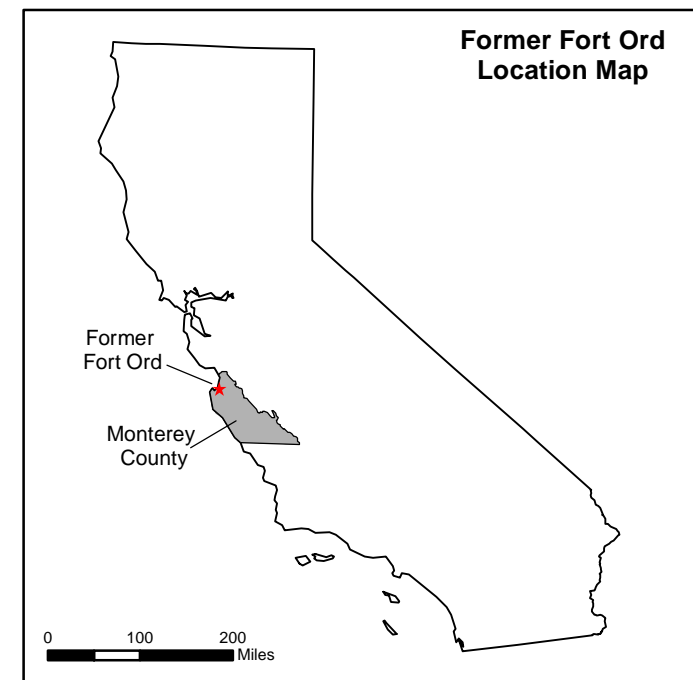 Former Fort Ord
Location Map
Former
Fort Ord
Monterey
County
0 100 200
Miles